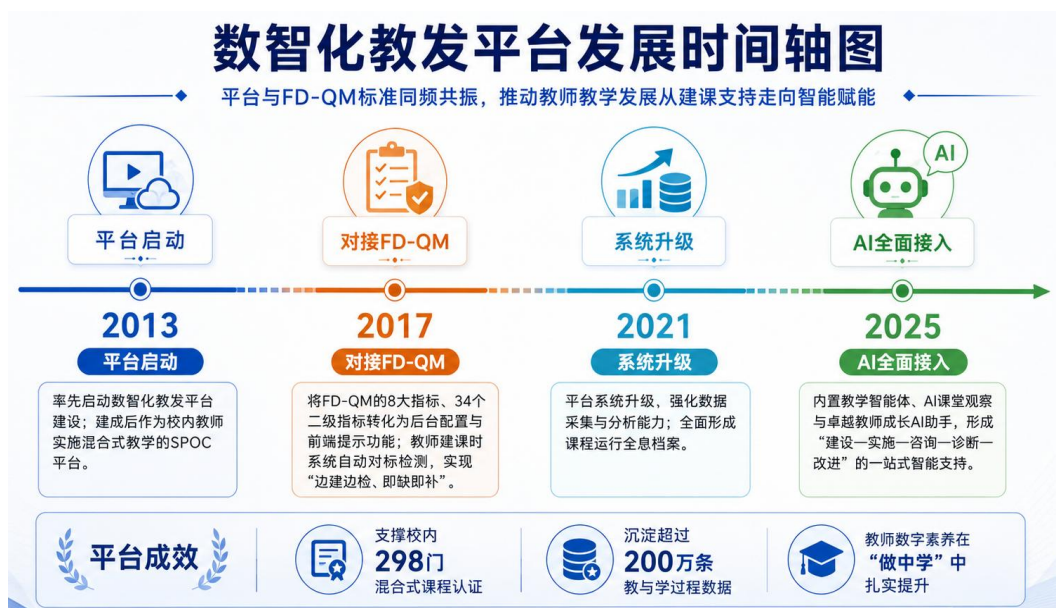 数智化教发平台发展时间轴图
平台与FD-QM标准同频共振，推动教师教学发展从建课支持走向智能赋能
平台启动
对接FD-QM
系统升级
AI
AI全面接入
2013
平台启动
率先启动数智化教发平台
建设；建成后作为校内教师
实施混合式教学的SPOC
平台。
2017
对接FD-QM
将FD-QM的8大指标、34个
二级指标转化为后台配置与
前端提示功能；教师建课时
系统自动对标检测，实现
“边建边检、即缺即补”。
2021
系统升级
平台系统升级，强化数据
采集与分析能力；全面形成
课程运行全息档案。
2025
AI全面接入
内置教学智能体、AI课堂观察
与卓越教师成长AI助手，形成
“建设—实施—咨询—诊断—
改进”的一站式智能支持。
平台成效
支撑校内
298门
混合式课程认证
沉淀超过
200万条
教与学过程数据
教师数字素养在
“做中学”中
扎实提升